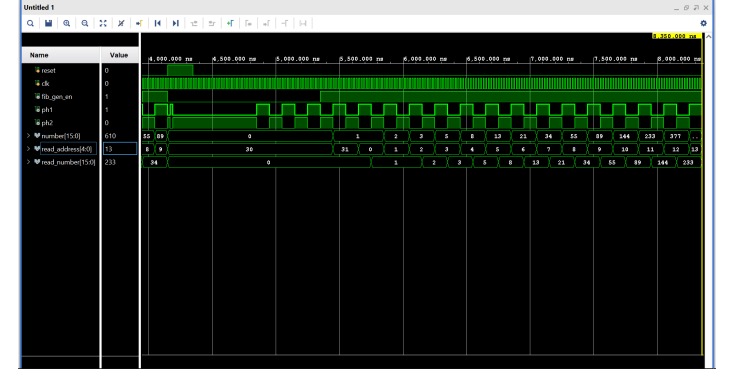 Untitled 1
8,350.000 ns
Name Value
4,000.000 ns 4,500.000 ns 5,000.000 ns 5,500.000 ns 6,000.000 ns 6,500.000 ns 7,000.000 ns 7,500.000 ns 8,000.000 ns
reset 0
clk 0
fib_gen_en 1
ph1 1
ph2 0
number[15:0] 610 55 89 0 1 2 3 5 8 13 21 34 55 89 144 233 377 ..
read_address[4:0] 13 8 9 30 31 0 1 2 3 4 5 6 7 8 9 10 11 12 13
read_number[15:0] 233 34 0 1 2 3 5 8 13 21 34 55 89 144 233